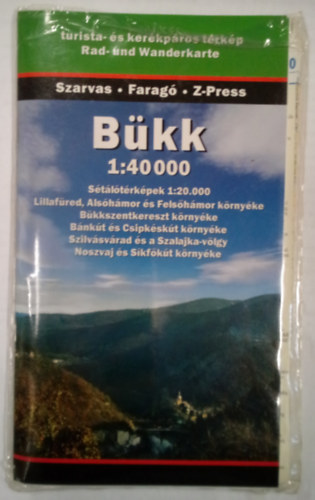 turista- és kerékpáros térkép
Rad- und Wanderkarte
Szarvas • Faragó • Z-Press
Bükk
1:40 000
Sétálótérképek 1:20.000
Lillafüred, Alsóhámor és Felsőhámor környéke
Bükkszentkereszt környéke
Bánkút és Csipkéskút környéke
Szilvásvárad és a Szalajka-völgy
Noszvaj és Síkfőkút környéke